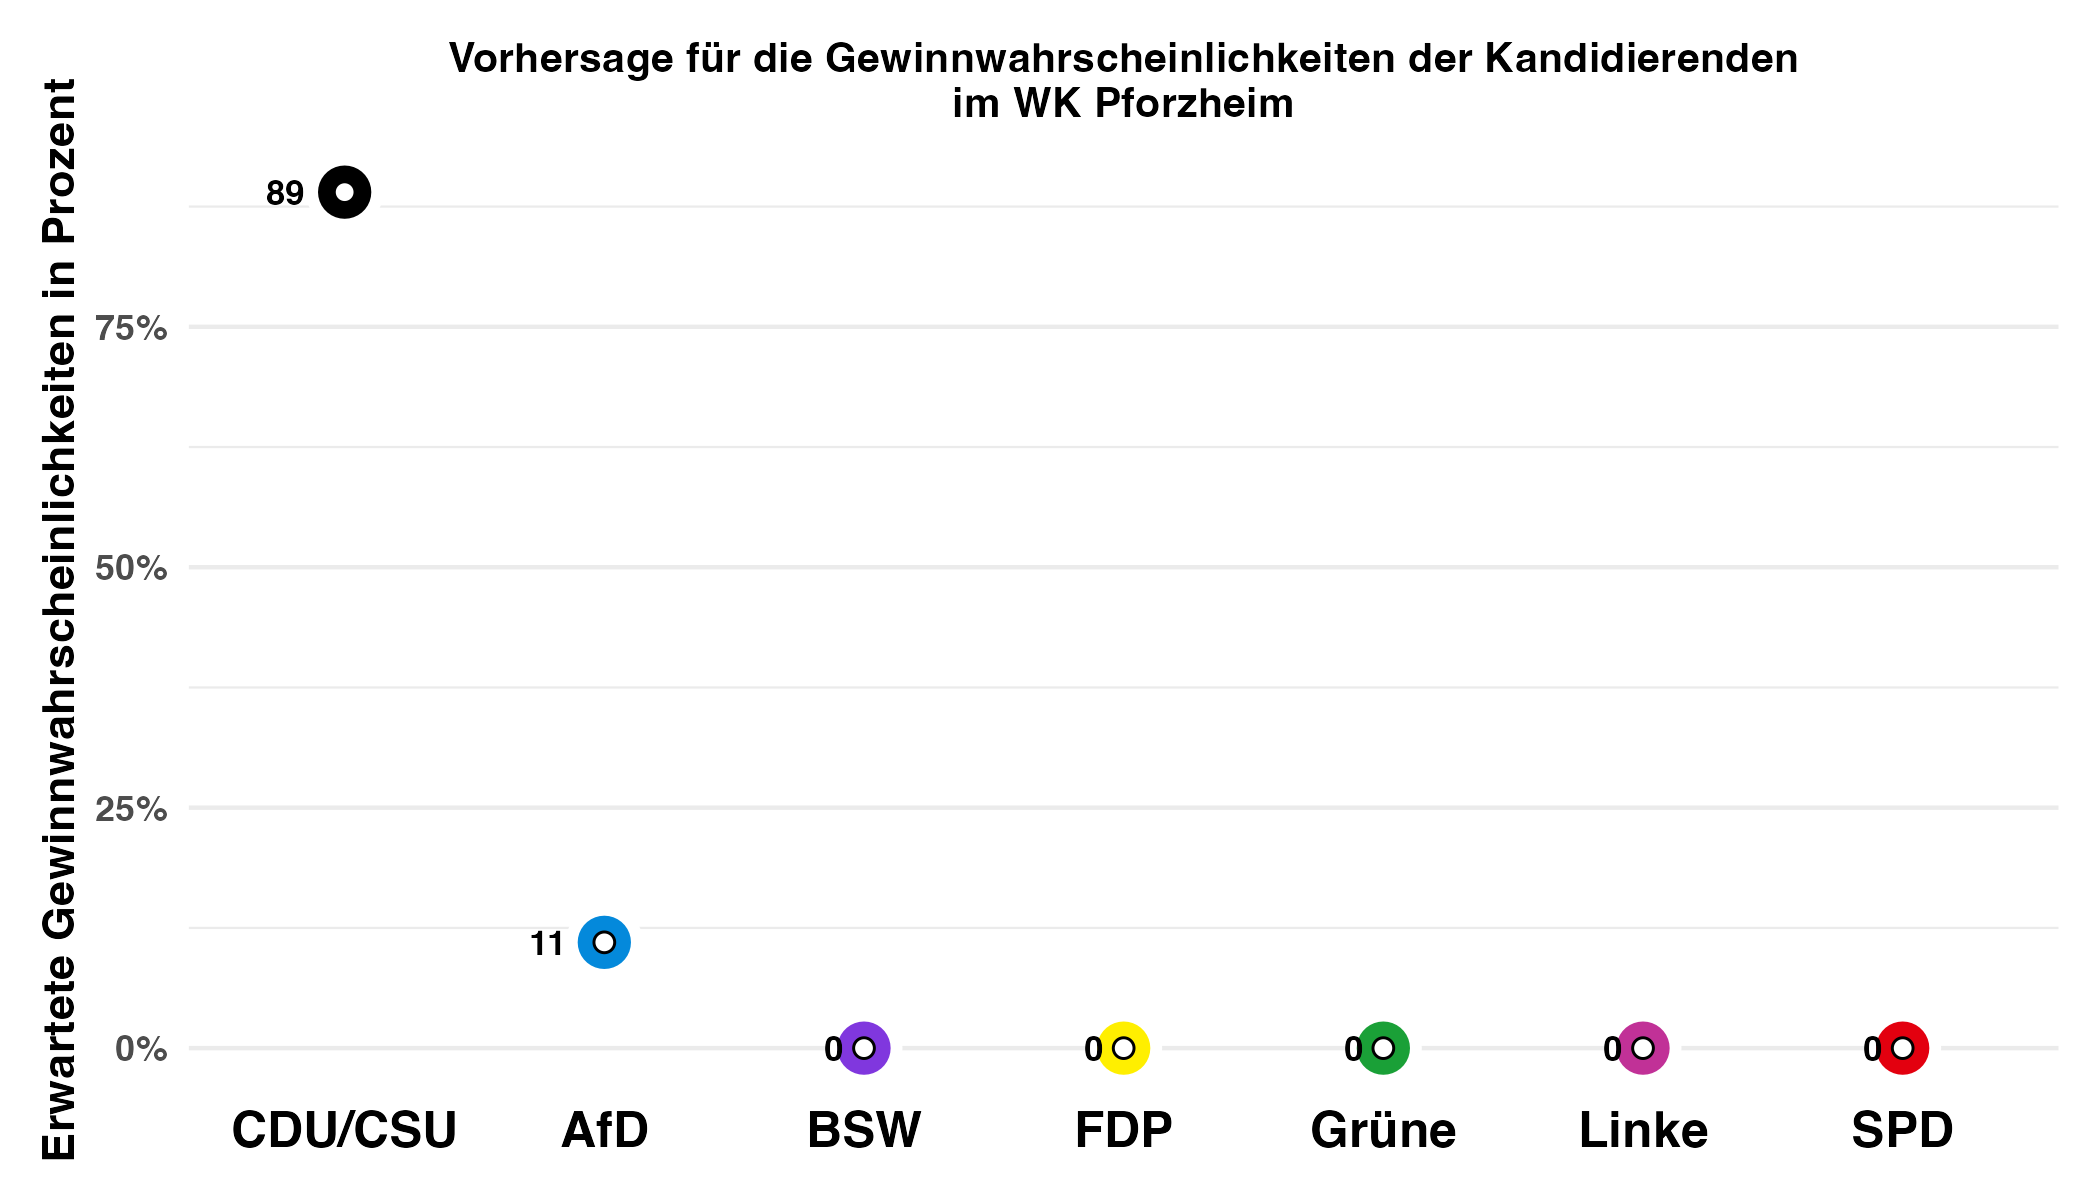 Vorhersage für die Gewinnwahrscheinlichkeiten der Kandidierenden
im WK Pforzheim
Erwartete Gewinnwahrscheinlichkeiten in Prozent
89
75%
50%
25%
11
0%
0
0
0
0
0
CDU/CSU
AfD
BSW
FDP
Grüne
Linke
SPD